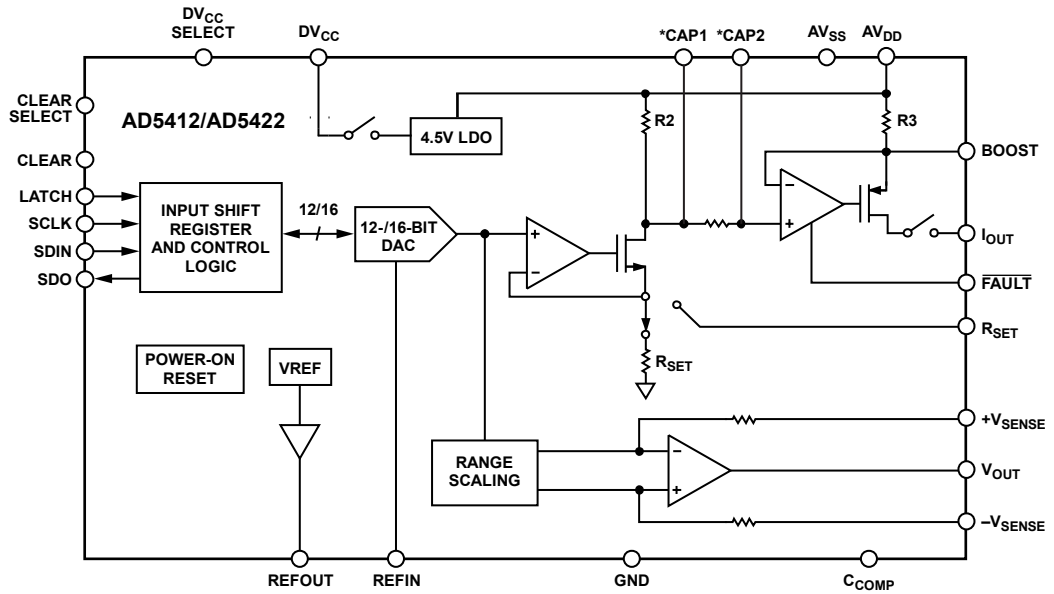 DVCC
SELECT
DVCC
*CAP1
*CAP2
AVSS
AVDD
CLEAR
SELECT
AD5412/AD5422
R2
R3
4.5V LDO
CLEAR
BOOST
LATCH
SCLK
SDIN
SDO
INPUT SHIFT
REGISTER
AND CONTROL
LOGIC
12/16
12-/16-BIT
DAC
+
−
−
+
IOUT
FAULT
RSET
RSET
POWER-ON
RESET
VREF
+VSENSE
RANGE
SCALING
−
+
VOUT
−VSENSE
REFOUT
REFIN
GND
CCOMP